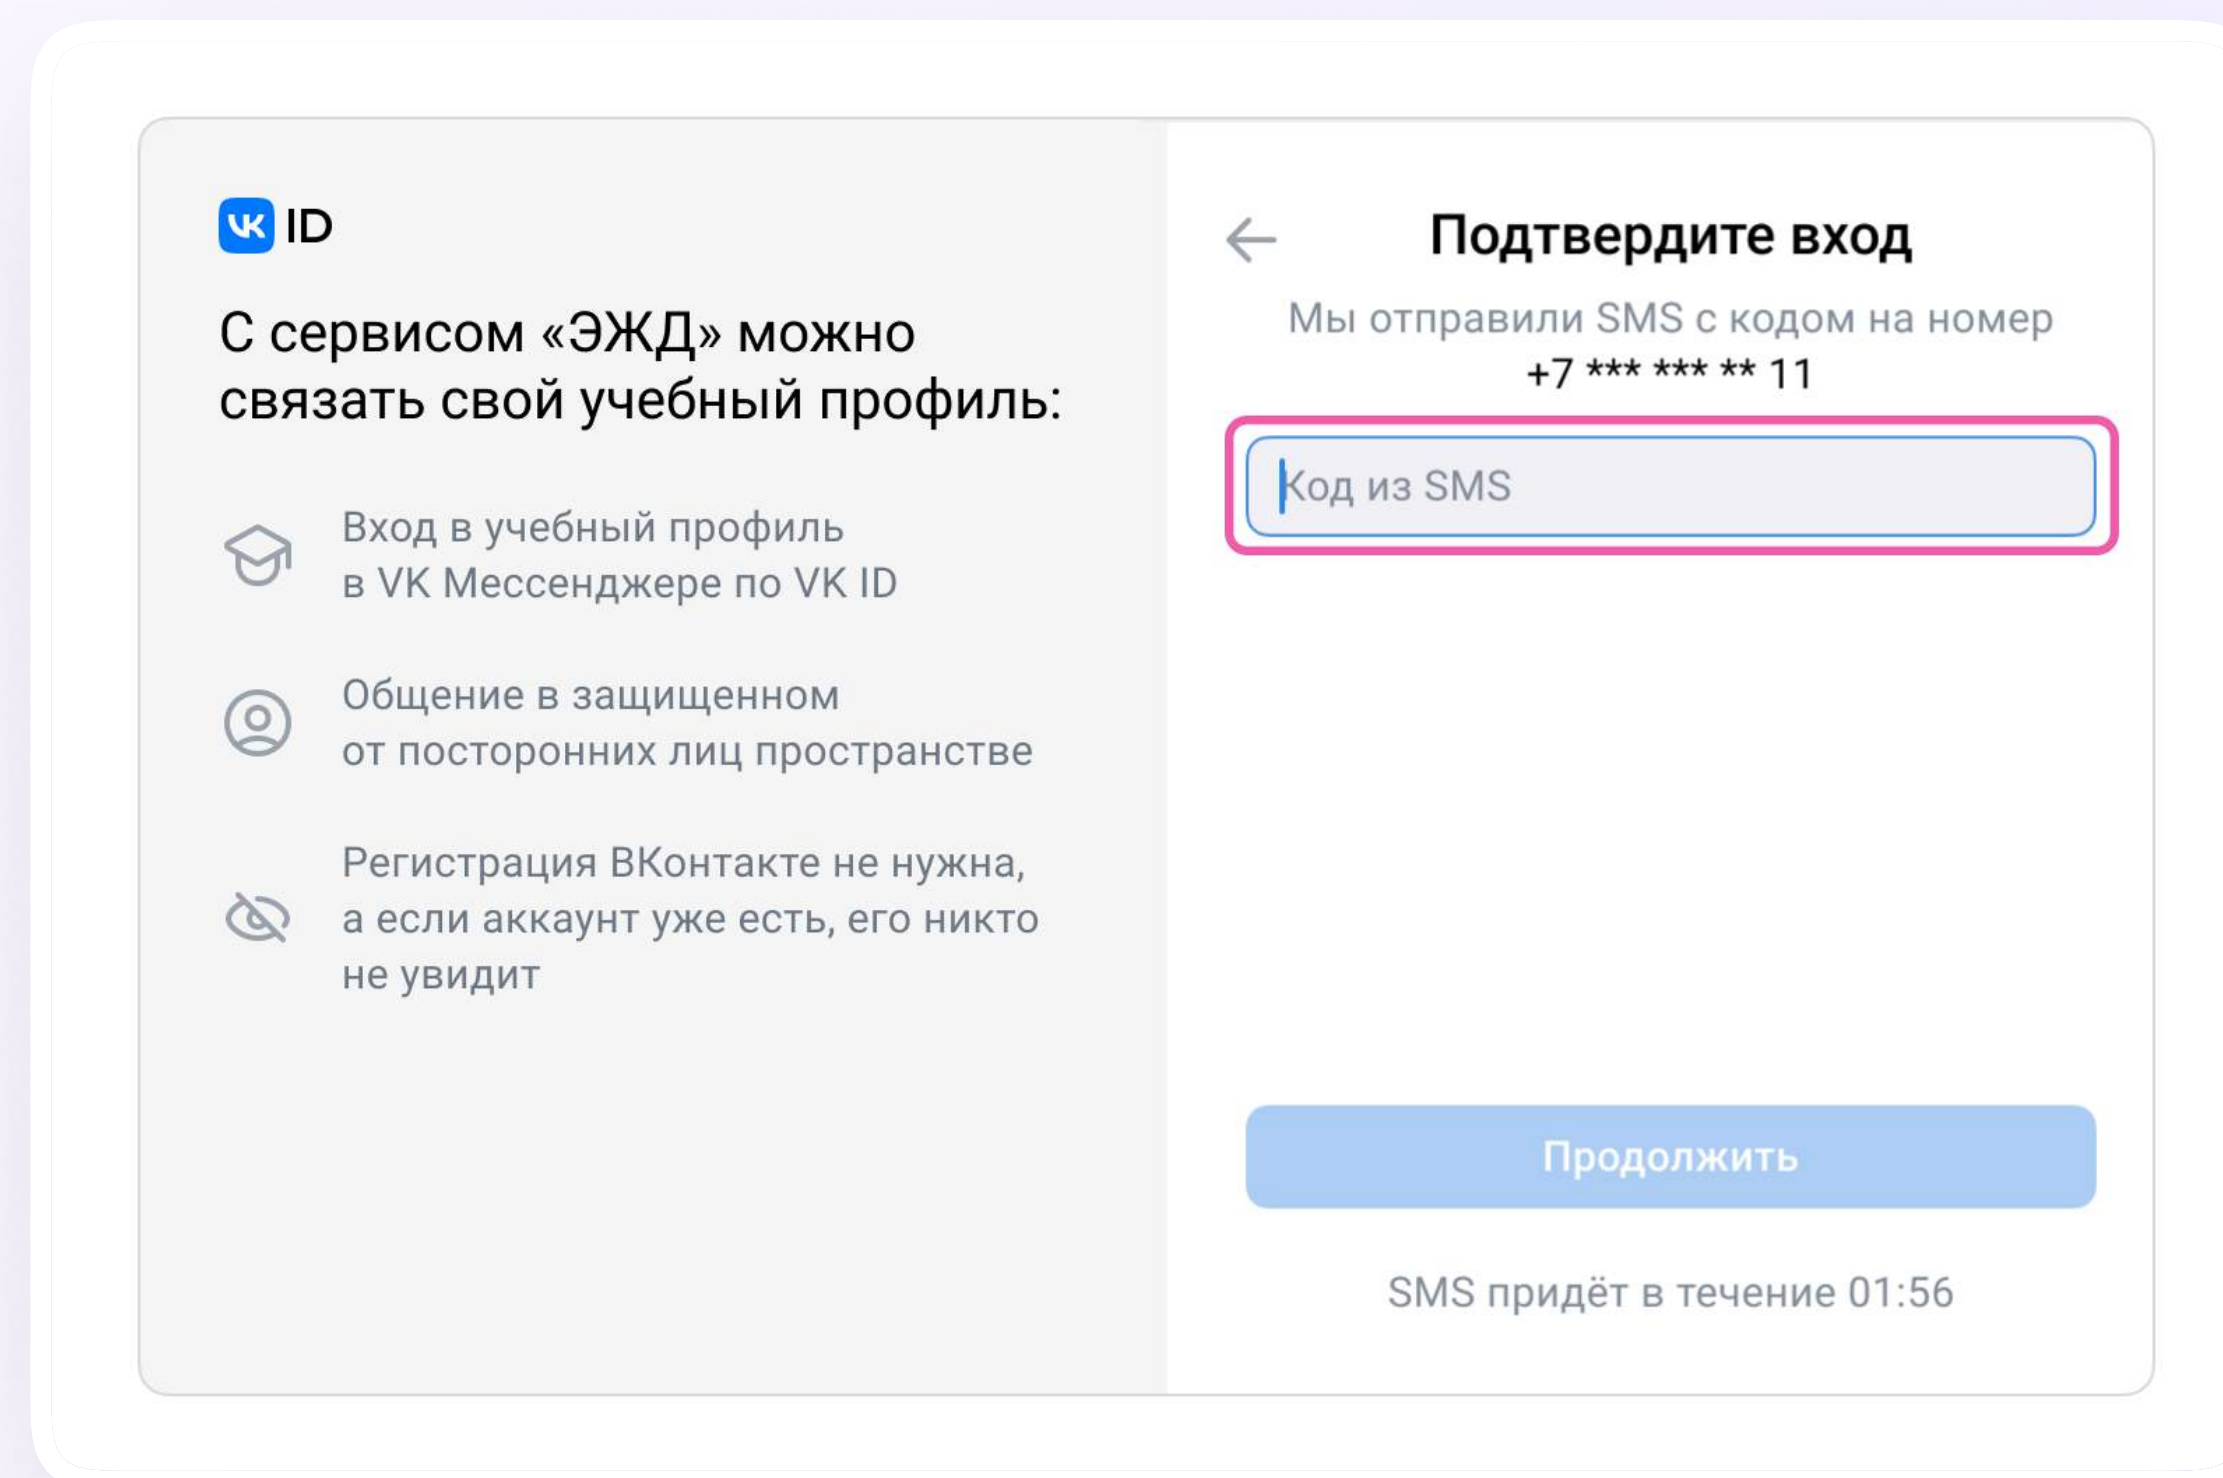 VK ID
С сервисом «ЭЖД» можно
связать свой учебный профиль:
Вход в учебный профиль
в VK Мессенджере по VK ID
Общение в защищенном
от посторонних лиц пространстве
Регистрация ВКонтакте не нужна,
а если аккаунт уже есть, его никто
не увидит
Подтвердите вход
Мы отправили SMS с кодом на номер
+7 *** *** ** 11
Код из SMS
Продолжить
SMS придёт в течение 01:56